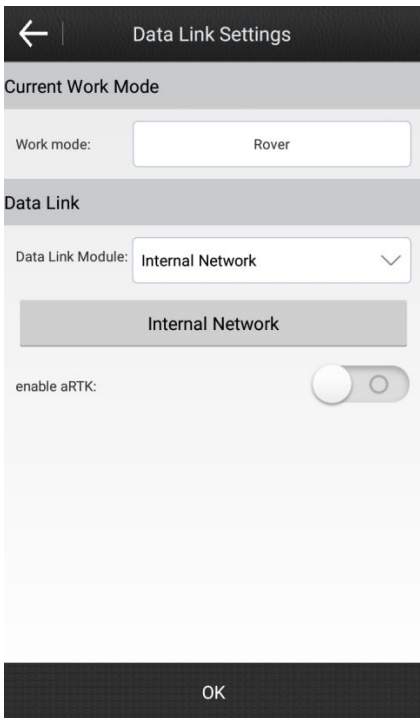 Data Link Settings
Current Work Mode
Work mode: Rover
Data Link
Data Link Module: Internal Network
Internal Network
enable aRTK:
OK